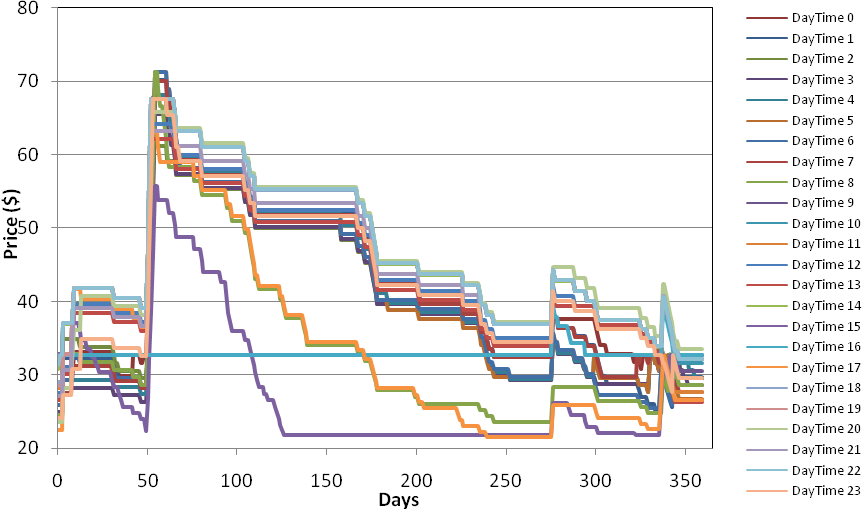 80
70
60
50
40
30
20
Price ($)
0
50
100
150
200
250
300
350
Days
DayTime 0
DayTime 1
DayTime 2
DayTime 3
DayTime 4
DayTime 5
DayTime 6
DayTime 7
DayTime 8
DayTime 9
DayTime 10
DayTime 11
DayTime 12
DayTime 13
DayTime 14
DayTime 15
DayTime 16
DayTime 17
DayTime 18
DayTime 19
DayTime 20
DayTime 21
DayTime 22
DayTime 23